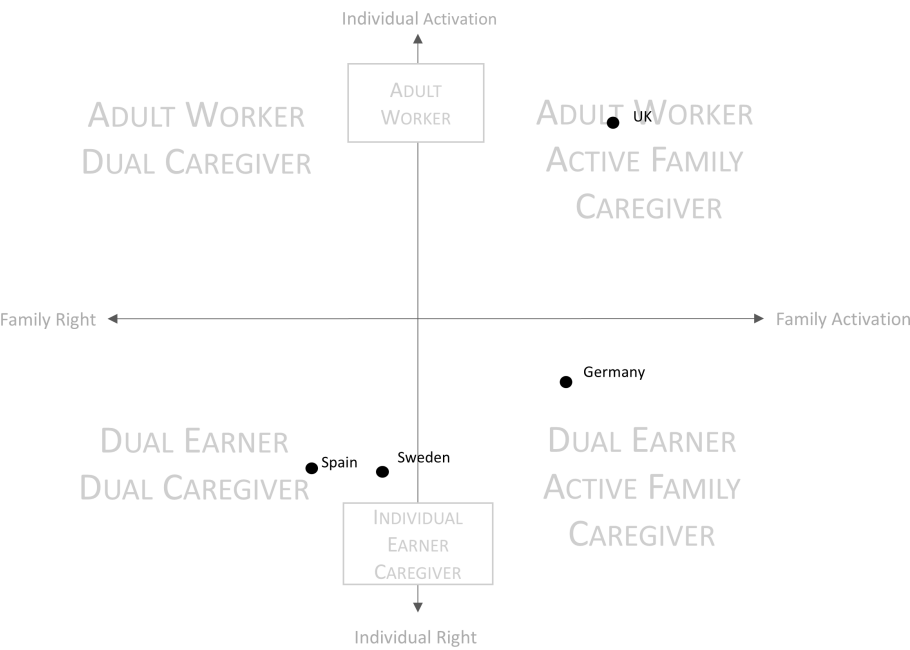 Individual Activation
ADULT
WORKER
ADULT WORKER
DUAL CAREGIVER
ADULT WORKER
ACTIVE FAMILY
CAREGIVER
UK
Family Right
Family Activation
Germany
DUAL EARNER
DUAL CAREGIVER
Spain
Sweden
DUAL EARNER
ACTIVE FAMILY
CAREGIVER
INDIVIDUAL
EARNER
CAREGIVER
Individual Right